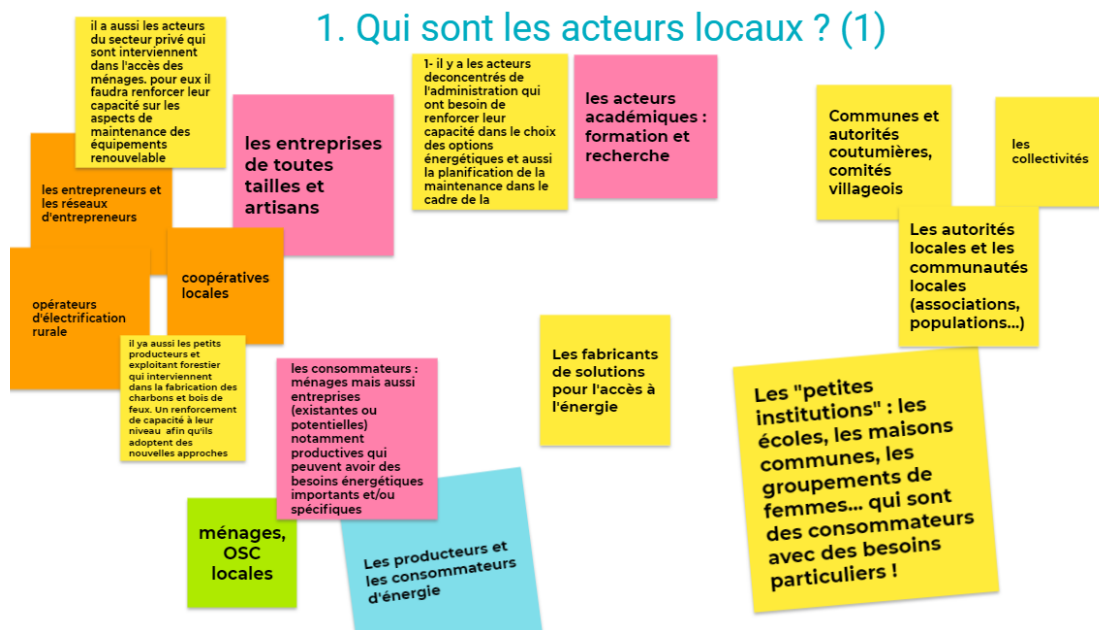 1. Qui sont les acteurs locaux ? (1)
il a aussi les acteurs
du secteur privé qui
sont interviennent
dans l'accès des
ménages. pour eux il
faudra renforcer leur
capacité sur les
aspects de
maintenance des
équipements
renouvelable
les entrepreneurs et
les réseaux
d'entrepreneurs
les entreprises
de toutes
tailles et
artisans
opérateurs
d'électrification
rurale
coopératives
locales
il ya aussi les petits
producteurs et
exploitant forestier
qui interviennent
dans la fabrication des
charbons et bois de
feux. Un renforcement
de capacité à leur
niveau afin qu'ils
adoptent des
nouvelles approches
les consommateurs :
ménages mais aussi
entreprises
(existantes ou
potentielles)
notamment
productives qui
peuvent avoir des
besoins énergétiques
importants et/ou
spécifiques
ménages,
OSC
locales
Les producteurs et
les consommateurs
d'énergie
1- il y a les acteurs
deconcentrés de
l'administration qui
ont besoin de
renforcer leur
capacité dans le choix
des options
énergétiques et aussi
la planification de la
maintenance dans le
cadre de la
les acteurs
académiques :
formation et
recherche
Les fabricants
de solutions
pour l'accès à
l'énergie
Communes et
autorités
coutumières,
comités
villageois
les
collectivités
Les autorités
locales et les
communautés
locales
(associations,
populations...)
Les "petites
institutions" : les
écoles, les maisons
communes, les
groupements de
femmes... qui sont
des consommateurs
avec des besoins
particuliers !